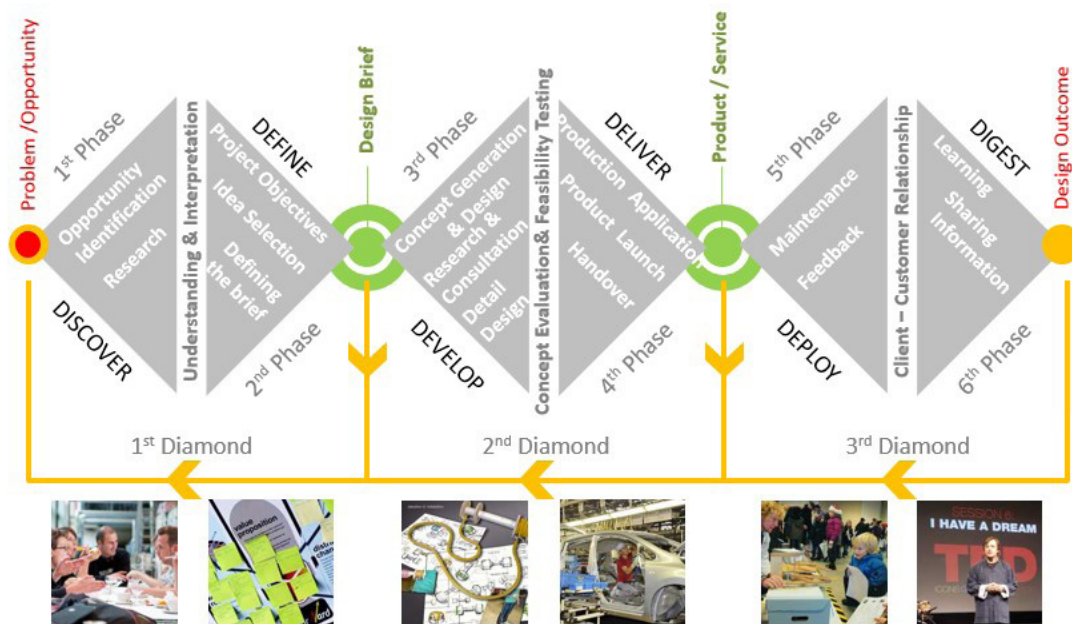 Problem /Opportunity
1st Phase
Opportunity
Identification
Research
DISCOVER
Understanding & Interpretation
DEFINE
Project Objectives
Idea Selection
Defining
the brief
2nd Phase
Design Brief
3rd Phase
Concept Generation
& Design
Research &
Consultation
Detail
Design
DEVELOP
Concept Evaluation& Feasibility Testing
DELIVER
Production Application
Product Launch
Handover
4th Phase
Product / Service
5th Phase
Maintenance
Feedback
DEPLOY
Client – Customer Relationship
DIGEST
Learning
Sharing
Information
6th Phase
Design Outcome
1st Diamond
2nd Diamond
3rd Diamond
value
proposition
SESSION 6
I HAVE A DREAM
TED